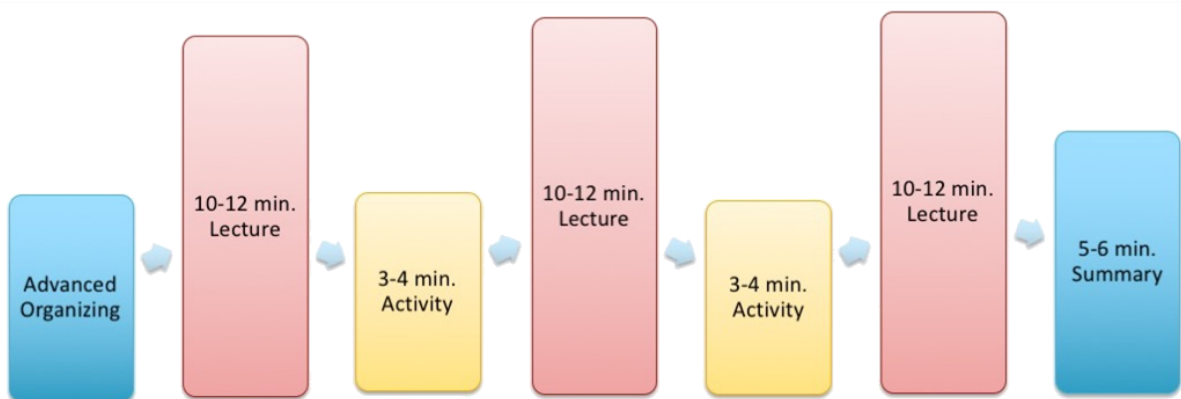 Advanced
Organizing
10-12 min.
Lecture
3-4 min.
Activity
10-12 min.
Lecture
3-4 min.
Activity
10-12 min.
Lecture
5-6 min.
Summary